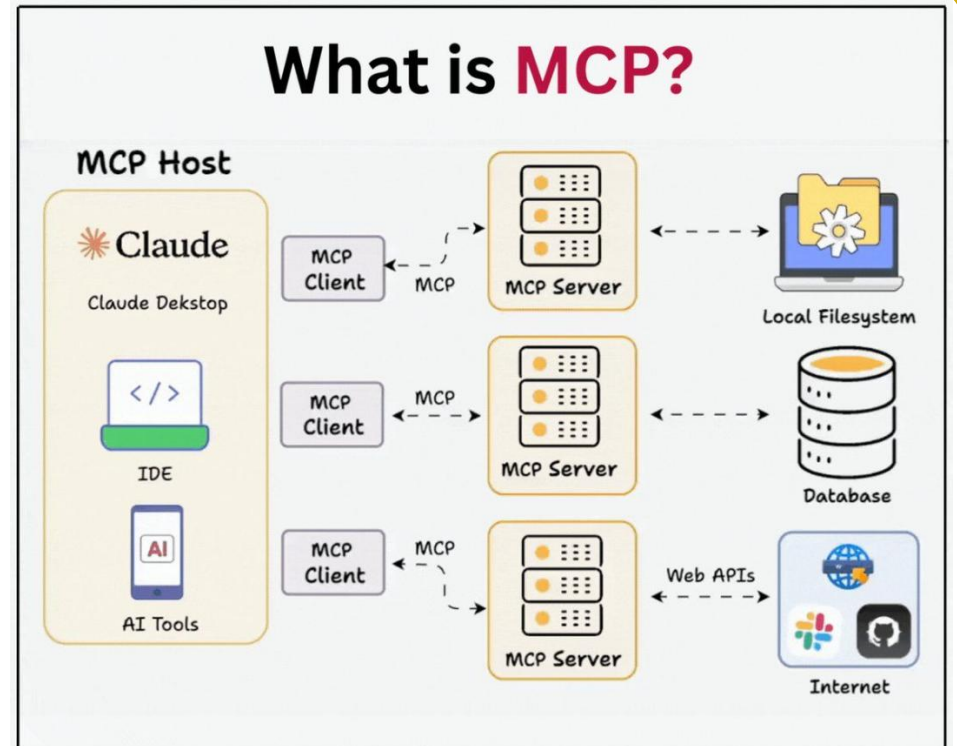 What is MCP?
MCP Host
Claude
Claude Dekstop
</>
IDE
AI
AI Tools
MCP
Client
MCP
MCP Server
Local Filesystem
MCP
Client
MCP
MCP Server
Database
MCP
Client
MCP
MCP Server
Web APIs
Internet